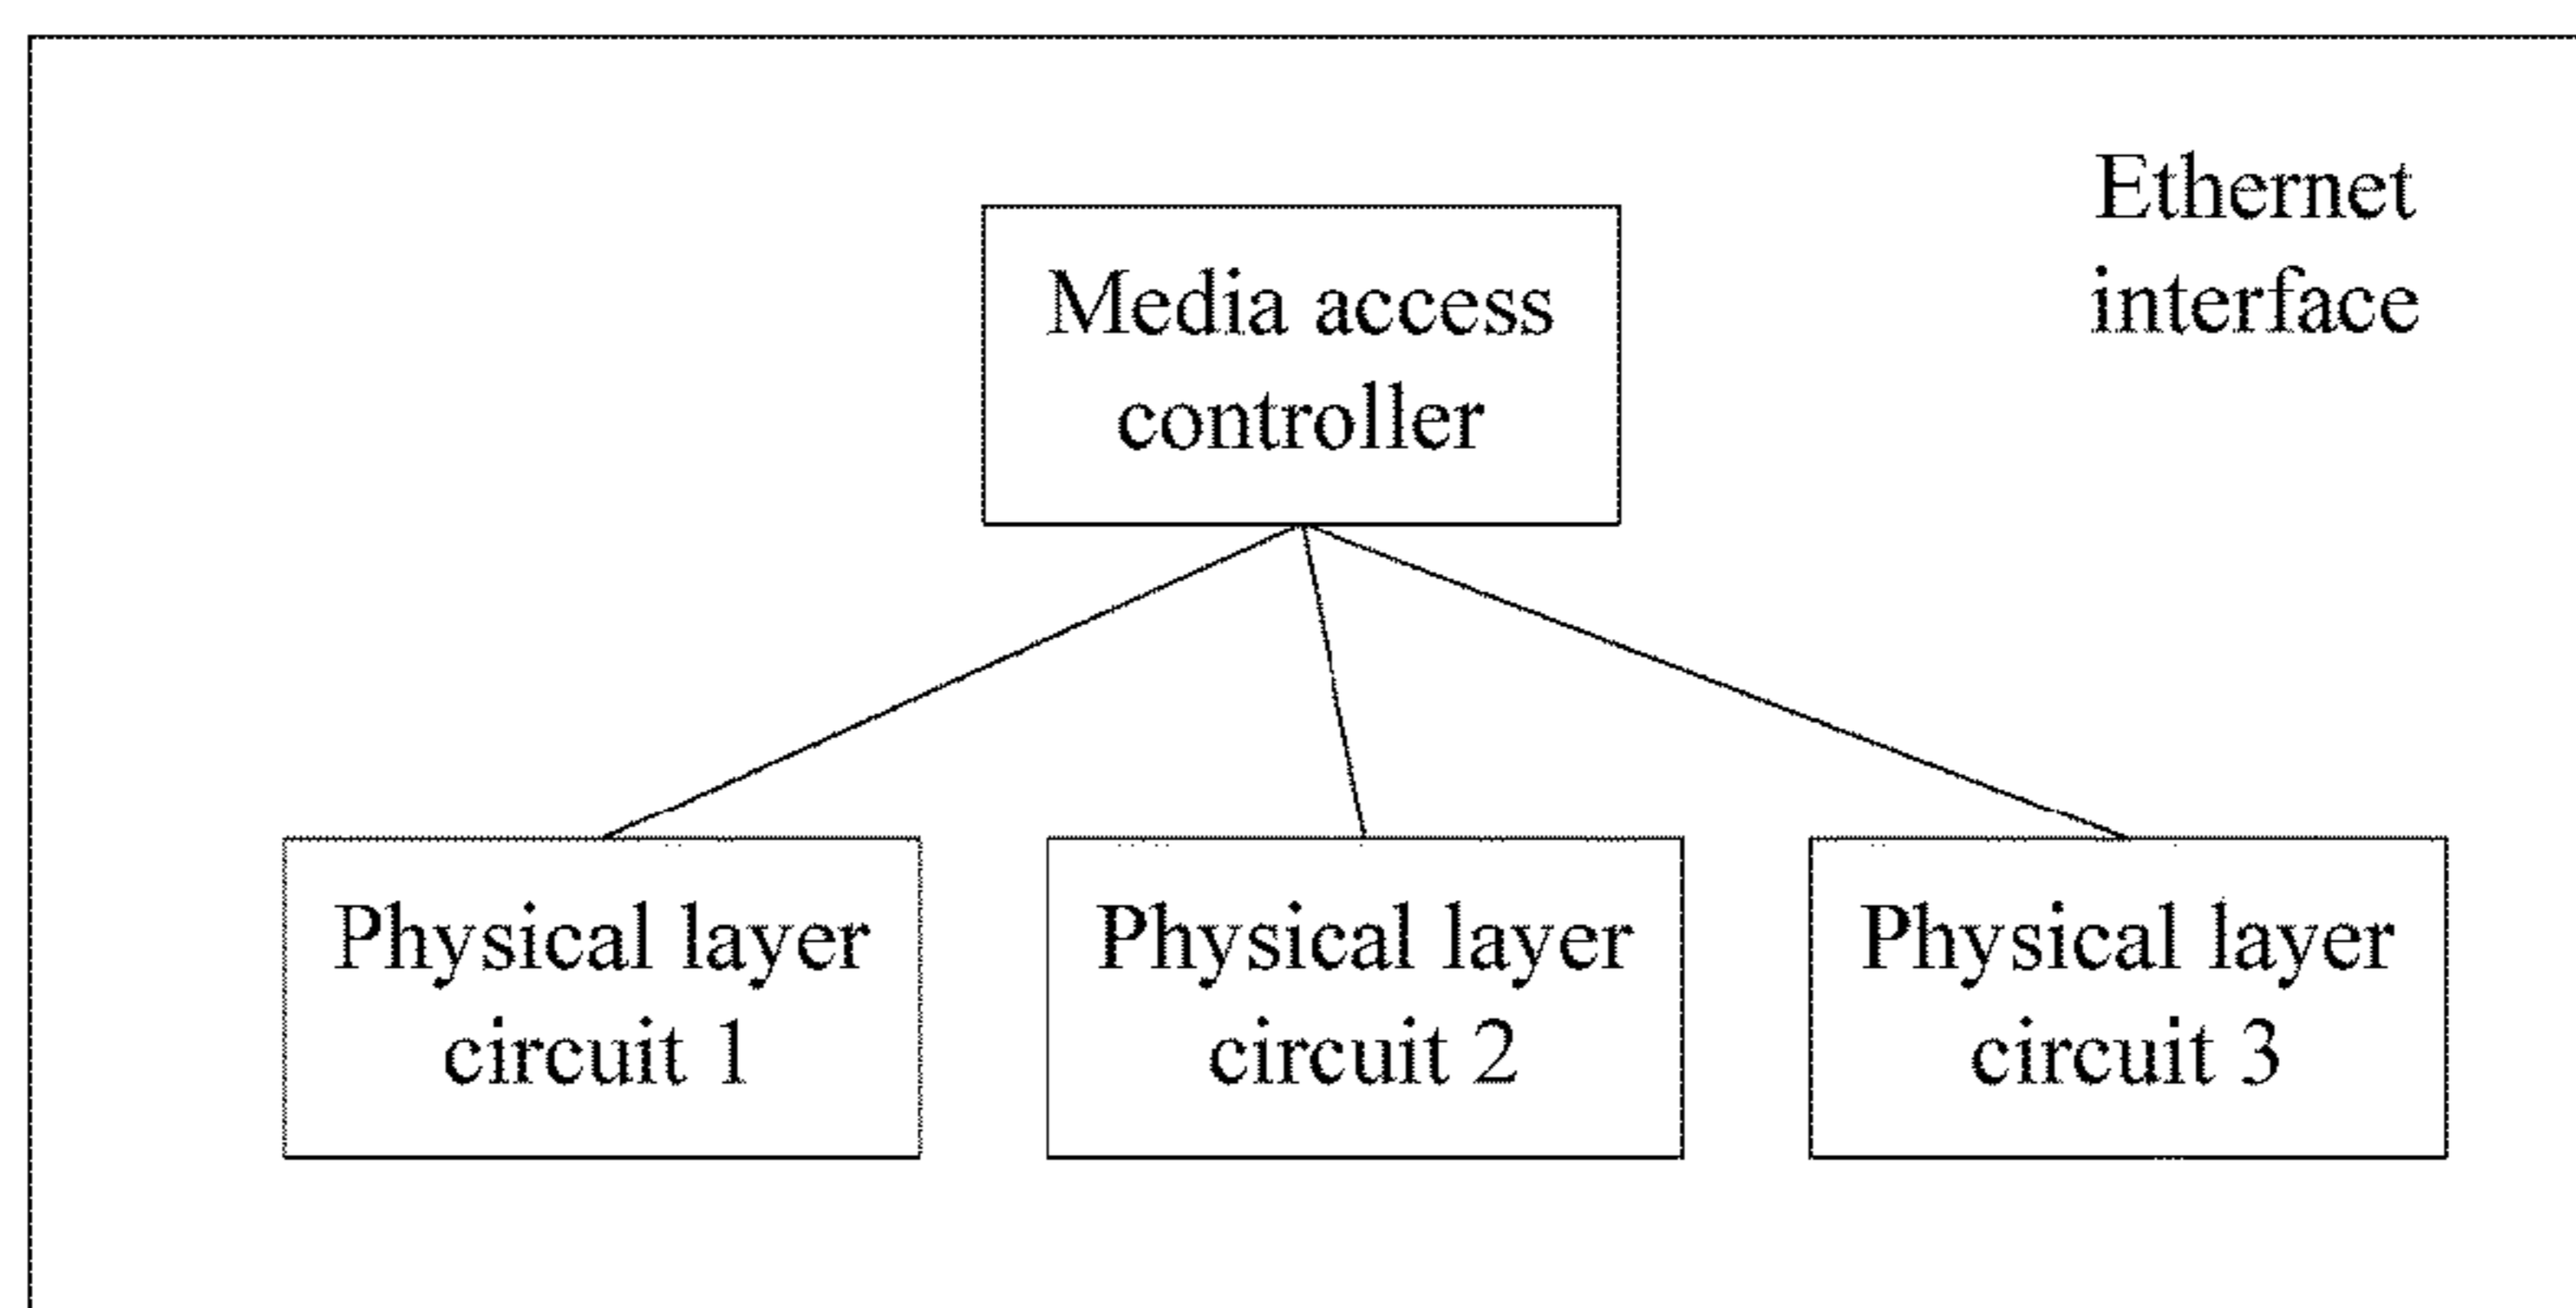 Ethernet
interface
Media access
controller
Physical layer
circuit 1
Physical layer
circuit 2
Physical layer
circuit 3